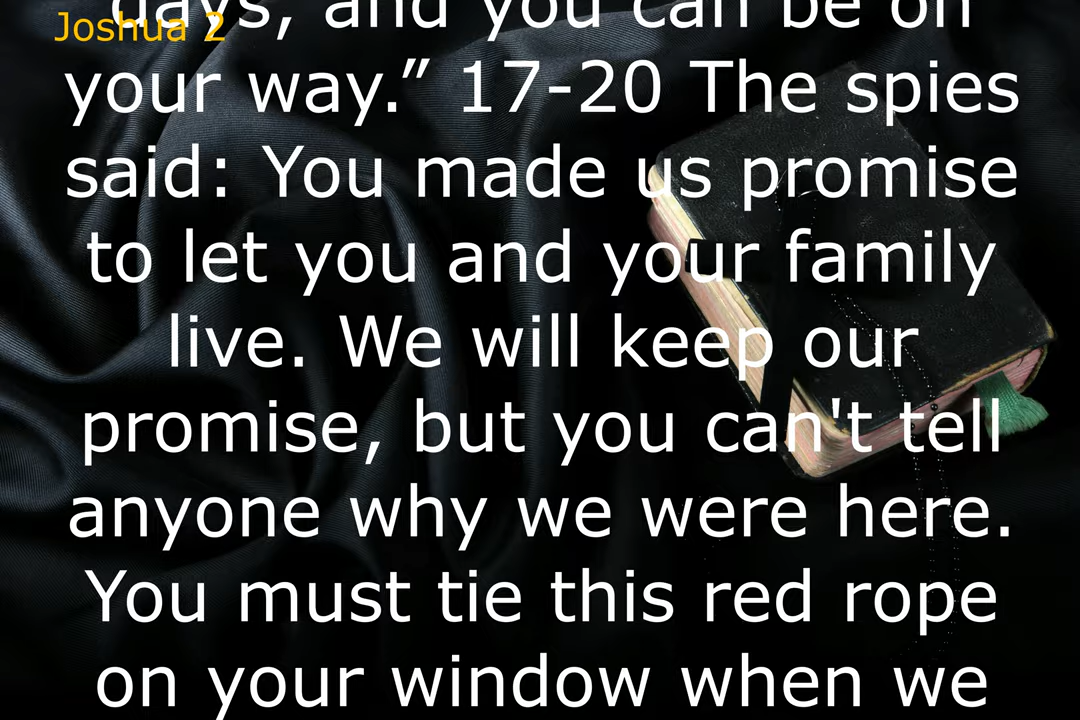 days, and you can be on
Joshua 2
your way.” 17-20 The spies
said: You made us promise
to let you and your family
live. We will keep our
promise, but you can't tell
anyone why we were here.
You must tie this red rope
on your window when we